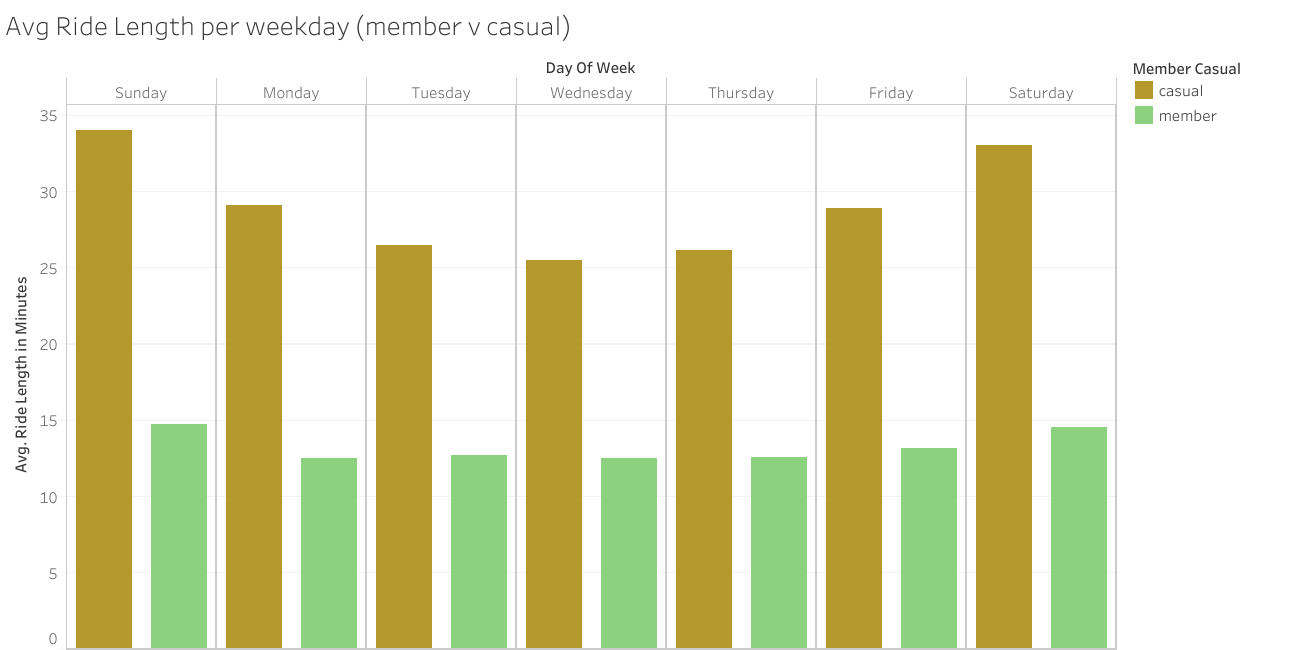 Avg Ride Length per weekday (member v casual)
Day Of Week
Sunday Monday Tuesday Wednesday Thursday Friday Saturday
Member Casual
casual
member
35
30
25
20
15
10
5
0
Avg. Ride Length in Minutes